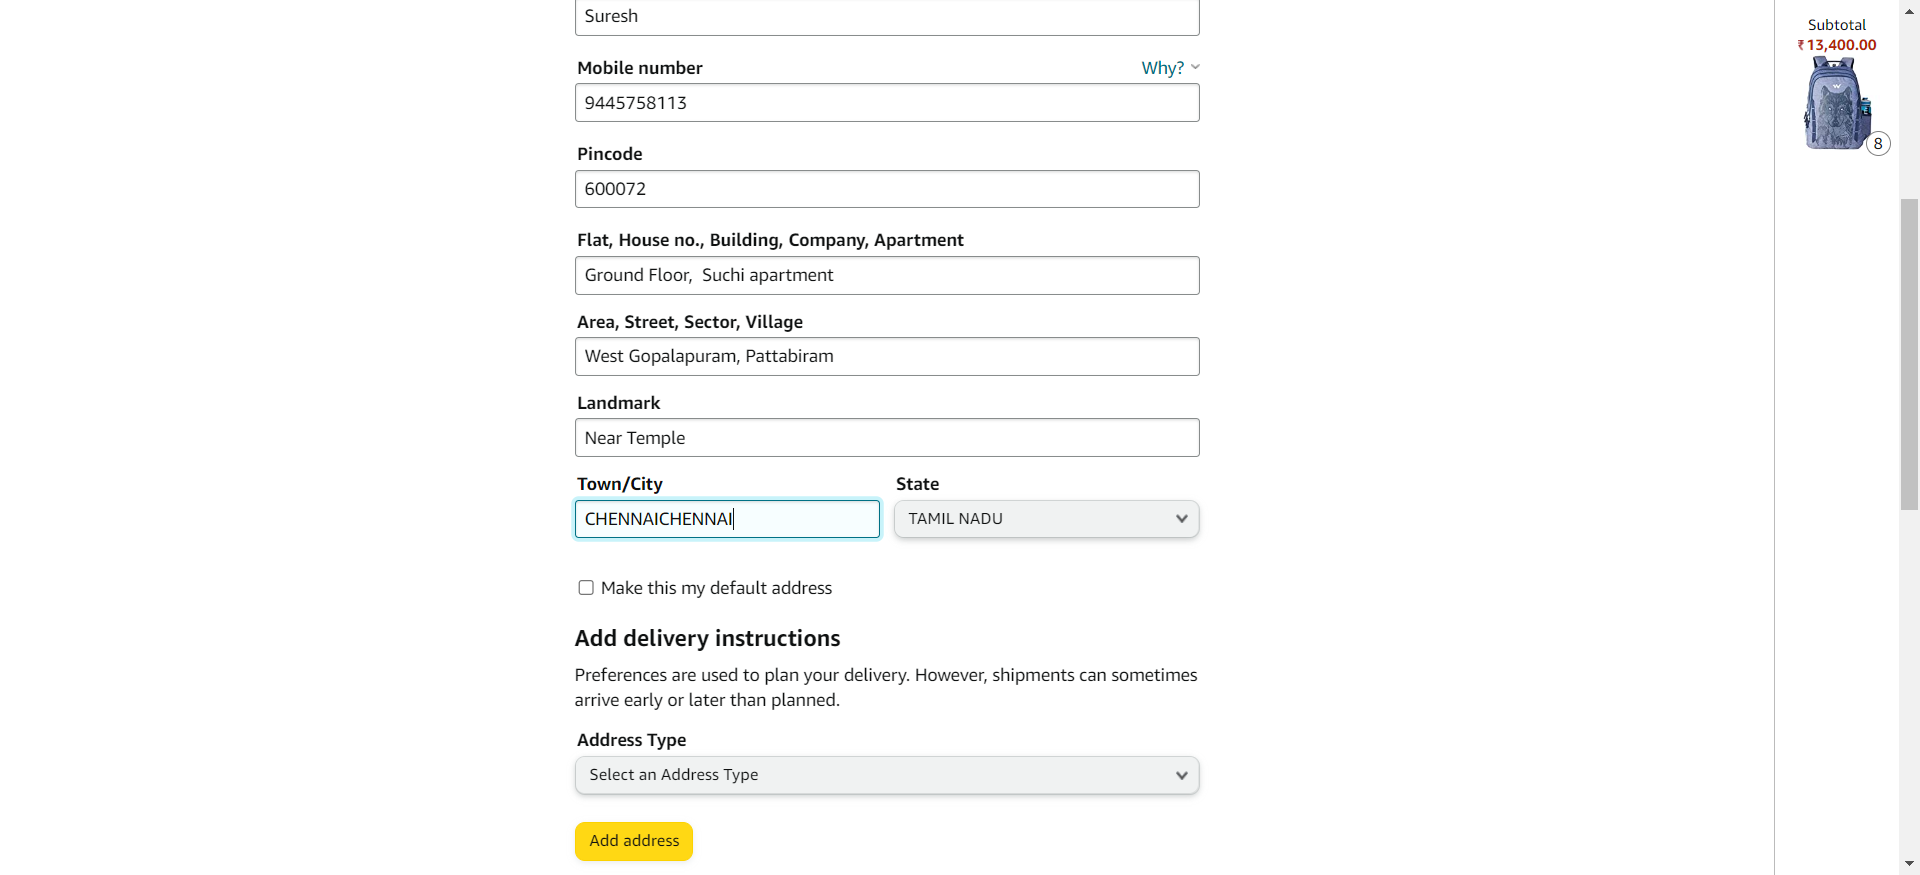 Suresh
Subtotal
₹13,400.00
8
Mobile number Why?
9445758113
Pincode
600072
Flat, House no., Building, Company, Apartment
Ground Floor,  Suchi apartment
Area, Street, Sector, Village
West Gopalapuram, Pattabiram
Landmark
Near Temple
Town/City State
CHENNAICHENNAI TAMIL NADU
Make this my default address
Add delivery instructions
Preferences are used to plan your delivery. However, shipments can sometimes
arrive early or later than planned.
Address Type
Select an Address Type
Add address